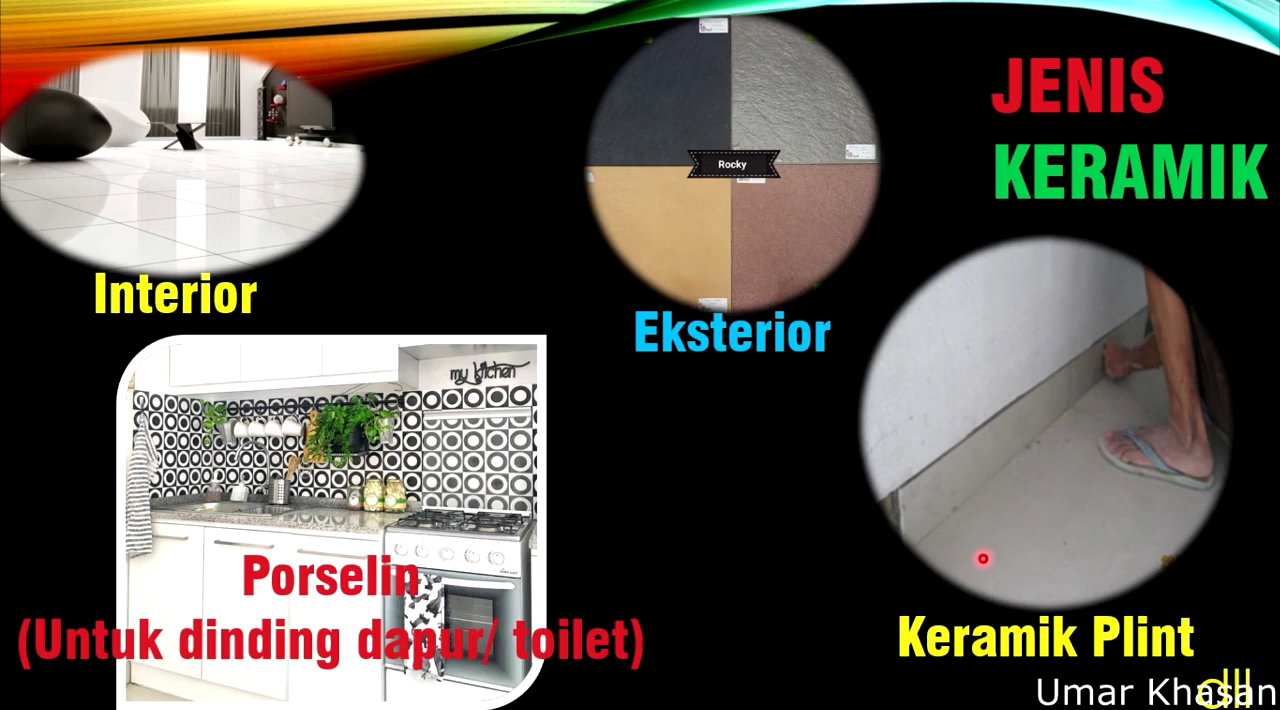 JENIS
KERAMIK
Interior
Rocky
Eksterior
my kitchen
Porselin
(Untuk dinding dapur/ toilet)
Keramik Plint
dll
Umar Khasan